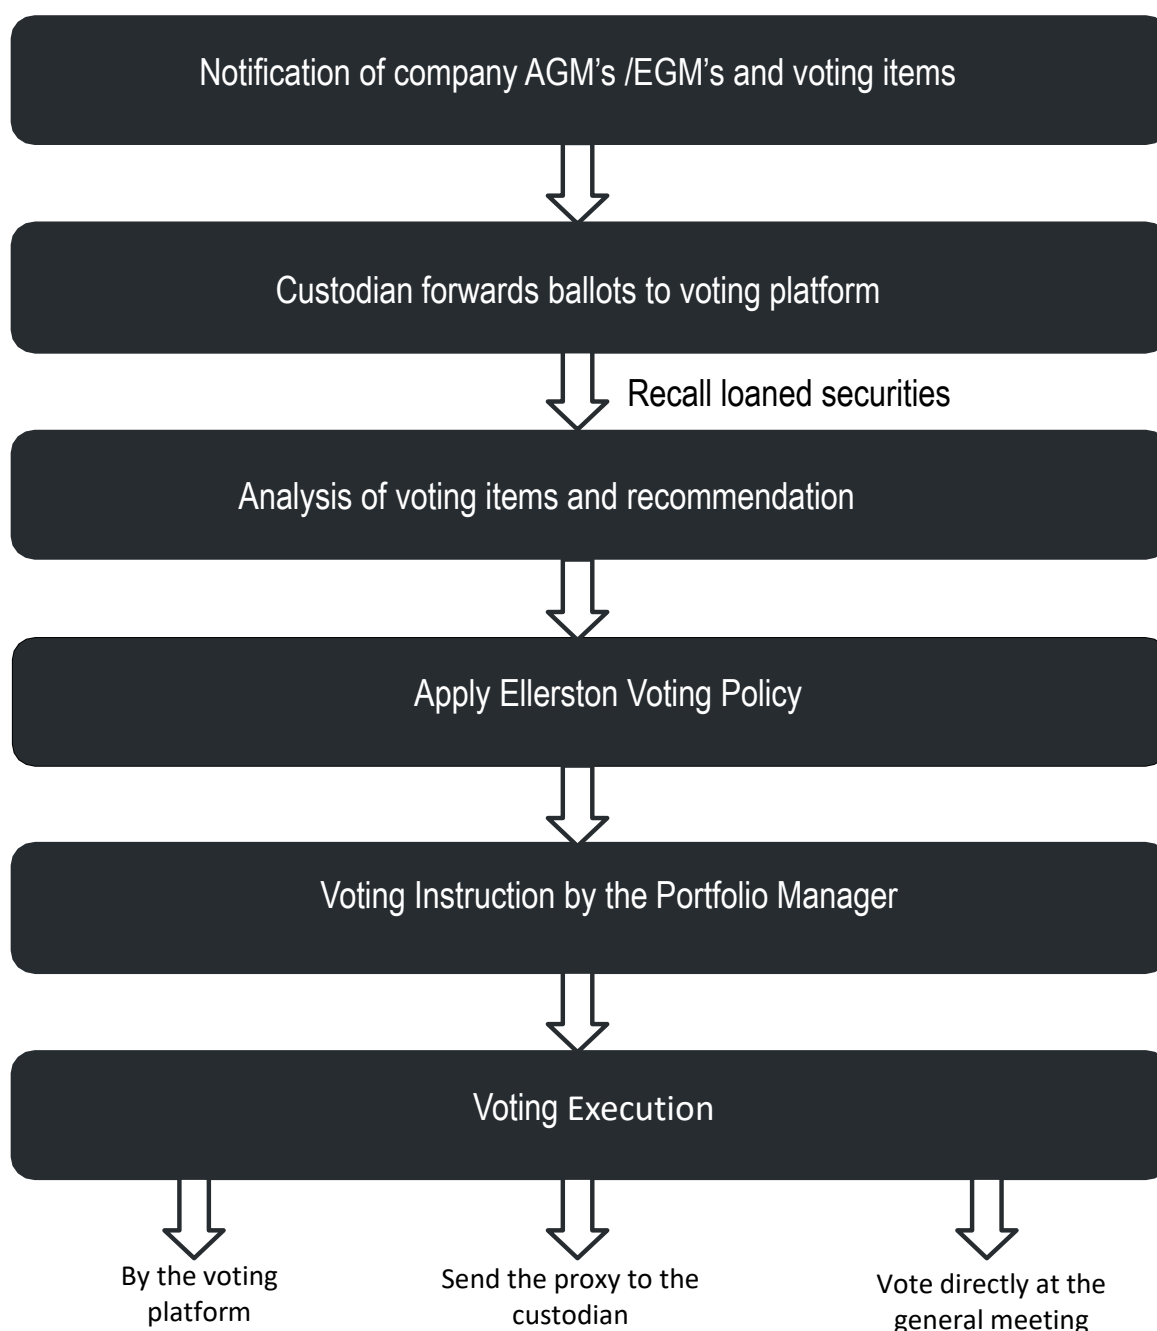 Notification of company AGM’s /EGM’s and voting items
Custodian forwards ballots to voting platform
Recall loaned securities
Analysis of voting items and recommendation
Apply Ellerston Voting Policy
Voting Instruction by the Portfolio Manager
Voting Execution
By the voting
platform
Send the proxy to the
custodian
Vote directly at the
general meeting